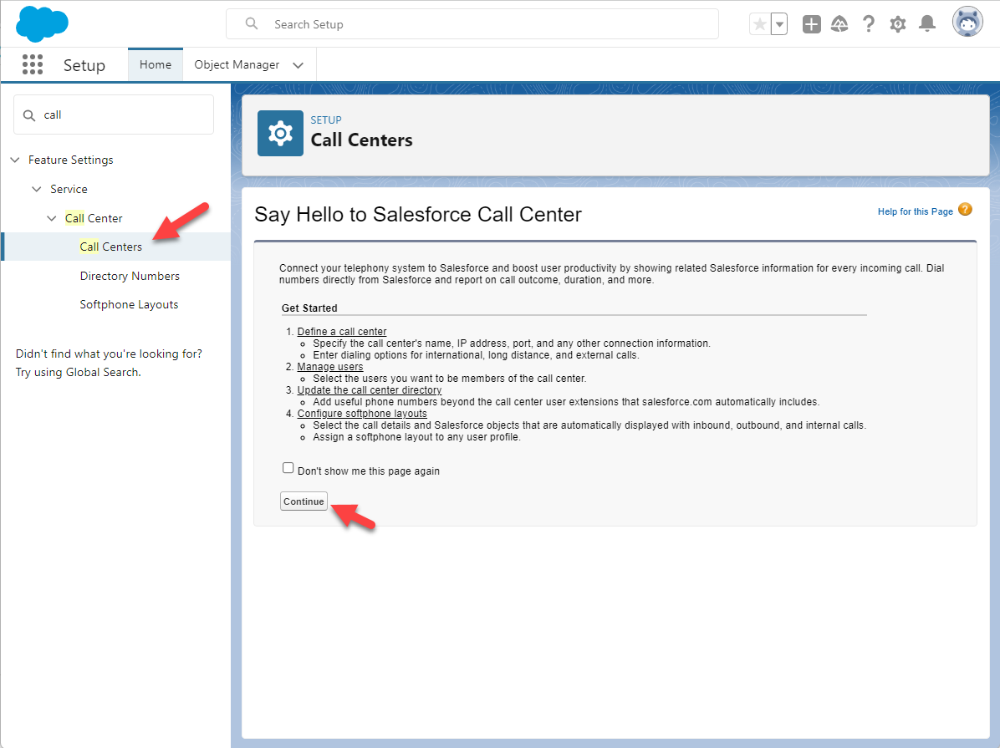 Search Setup
Setup
Home
Object Manager
call
Feature Settings
Service
Call Center
Call Centers
Directory Numbers
Softphone Layouts
Didn't find what you're looking for?
Try using Global Search.
SETUP
Call Centers
Say Hello to Salesforce Call Center
Help for this Page ?
Connect your telephony system to Salesforce and boost user productivity by showing related Salesforce information for every incoming call. Dial
numbers directly from Salesforce and report on call outcome, duration, and more.
Get Started
1. Define a call center
Specify the call center's name, IP address, port, and any other connection information.
Enter dialing options for international, long distance, and external calls.
2. Manage users
Select the users you want to be members of the call center.
3. Update the call center directory
Add useful phone numbers beyond the call center user extensions that salesforce.com automatically includes.
4. Configure softphone layouts
Select the call details and Salesforce objects that are automatically displayed with inbound, outbound, and internal calls.
Assign a softphone layout to any user profile.
Don't show me this page again
Continue